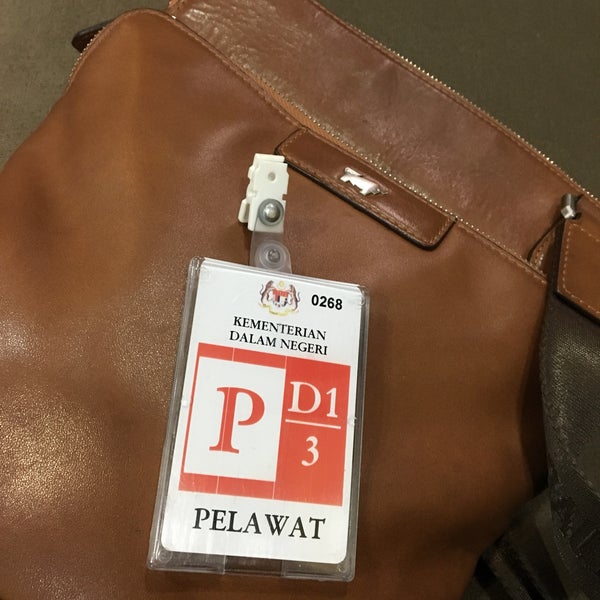 0268
KEMENTERIAN
DALAM NEGERI
P
D1
3
PELAWAT